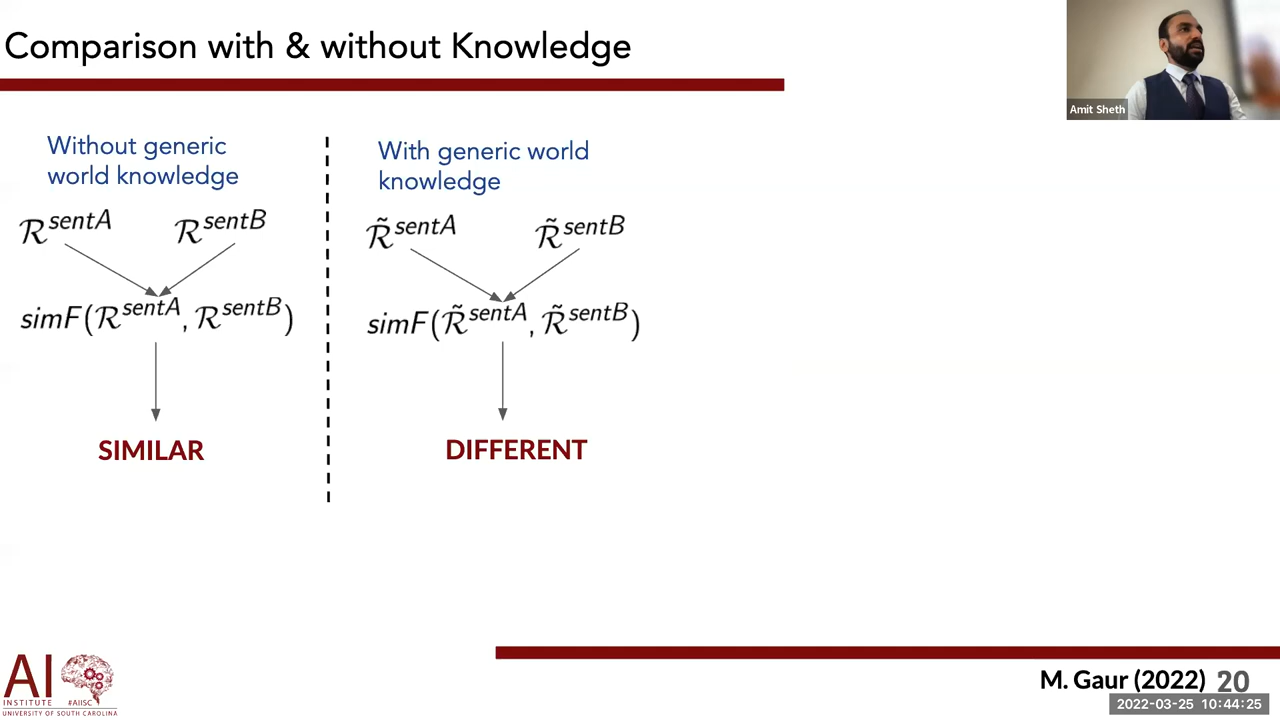 Comparison with & without Knowledge
Amit Sheth
Without generic
world knowledge
ℛ^sentA ℛ^sentB
simF(ℛ^sentA, ℛ^sentB)
SIMILAR
With generic world
knowledge
ℛ̃^sentA ℛ̃^sentB
simF(ℛ̃^sentA, ℛ̃^sentB)
DIFFERENT
AI
INSTITUTE #AIISC
UNIVERSITY OF SOUTH CAROLINA
M. Gaur (2022) 20
2022-03-25 10:44:25